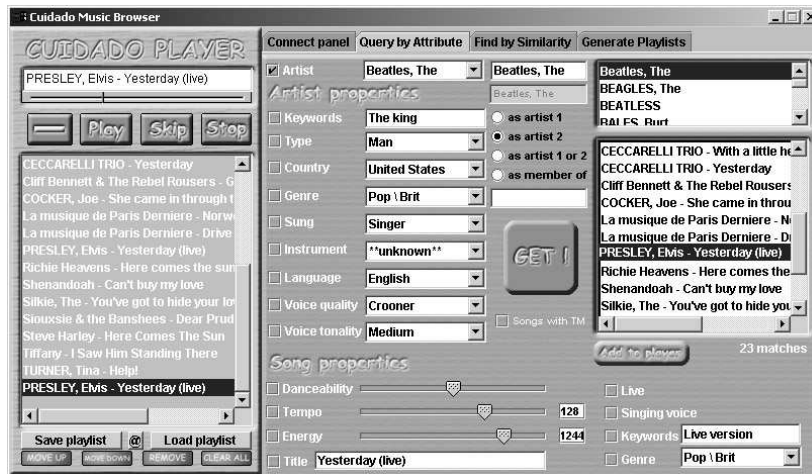 Cuidado Music Browser
CUIDADO PLAYER
PRESLEY, Elvis - Yesterday (live)
Play
Skip
Stop
CECCARELLI TRIO - Yesterday
Cliff Bennett & The Rebel Rousers - G
COCKER, Joe - She came in through t
La musique de Paris Derniere - Norw
La musique de Paris Derniere - Drive
PRESLEY, Elvis - Yesterday (live)
Richie Heavens - Here comes the sun
Shenandoah - Can't buy my love
Silkie, The - You've got to hide your lo
Siouxsie & the Banshees - Dear Prud
Steve Harley - Here Comes The Sun
Tiffany - I Saw Him Standing There
TURNER, Tina - Help!
PRESLEY, Elvis - Yesterday (live)
Save playlist
@
Load playlist
MOVE UP
MOVE DOWN
REMOVE
CLEAR ALL
Connect panel
Query by Attribute
Find by Similarity
Generate Playlists
Artist
Beatles, The
Beatles, The
Artist properties
Beatles, The
Keywords
The king
as artist 1
Type
Man
as artist 2
Country
United States
as artist 1 or 2
Genre
Pop \ Brit
as member of
Sung
Singer
Instrument
**unknown**
GET !
Language
English
Voice quality
Crooner
Voice tonality
Medium
Songs with TM
Beatles, The
BEAGLES, The
BEATLESS
BALES, Burt
CECCARELLI TRIO - With a little he
CECCARELLI TRIO - Yesterday
Cliff Bennett & The Rebel Rousers
COCKER, Joe - She came in throu
La musique de Paris Derniere - No
La musique de Paris Derniere - Dr
PRESLEY, Elvis - Yesterday (live)
Richie Heavens - Here comes the
Shenandoah - Can't buy my love
Silkie, The - You've got to hide you
Add to player
23 matches
Song properties
Danceability
Live
Tempo
128
Singing voice
Energy
1244
Keywords
Live version
Title
Yesterday (live)
Genre
Pop \ Brit